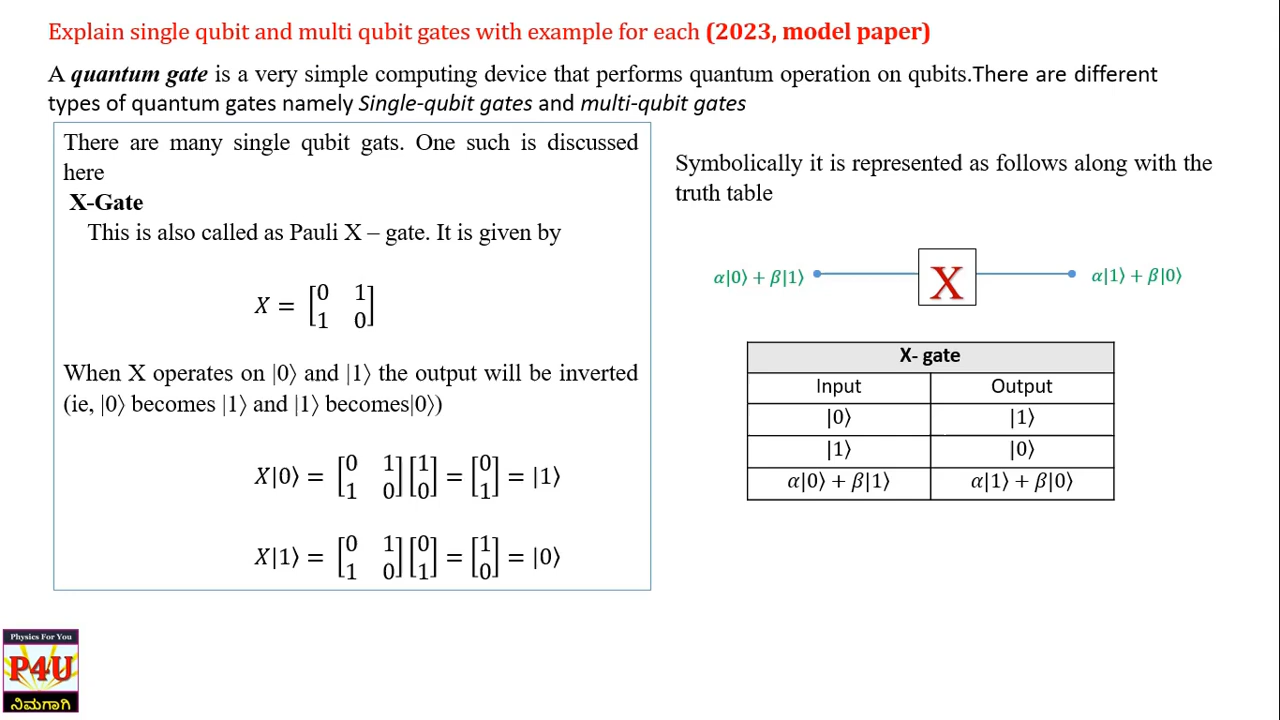 Explain single qubit and multi qubit gates with example for each (2023, model paper)
A quantum gate is a very simple computing device that performs quantum operation on qubits.There are different
types of quantum gates namely Single-qubit gates and multi-qubit gates
There are many single qubit gats. One such is discussed
here
X-Gate
This is also called as Pauli X – gate. It is given by
X = [0 1
1 0]
When X operates on |0⟩ and |1⟩ the output will be inverted
(ie, |0⟩ becomes |1⟩ and |1⟩ becomes|0⟩)
X|0⟩ = [0 1 1 0] [1 0] = [0 1] = |1⟩
X|1⟩ = [0 1 1 0] [0 1] = [1 0] = |0⟩
Symbolically it is represented as follows along with the
truth table
α|0⟩ + β|1⟩ X α|1⟩ + β|0⟩
X- gate
Input Output
|0⟩ |1⟩
|1⟩ |0⟩
α|0⟩ + β|1⟩ α|1⟩ + β|0⟩
Physics For You
P4U
ನಿಮಗಾಗಿ